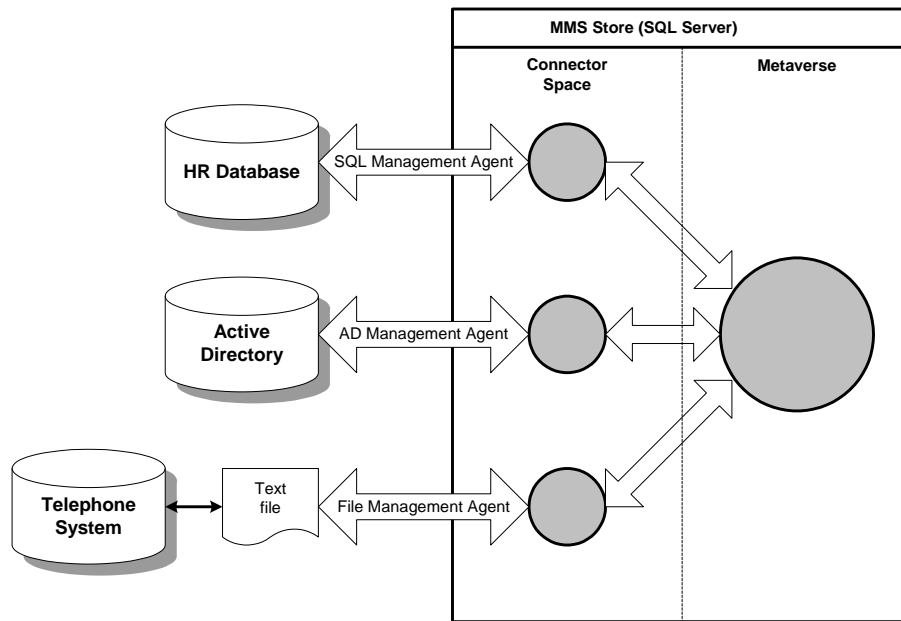 MMS Store (SQL Server)
Connector
Space
Metaverse
HR Database
SQL Management Agent
Active
Directory
AD Management Agent
Telephone
System
Text
file
File Management Agent